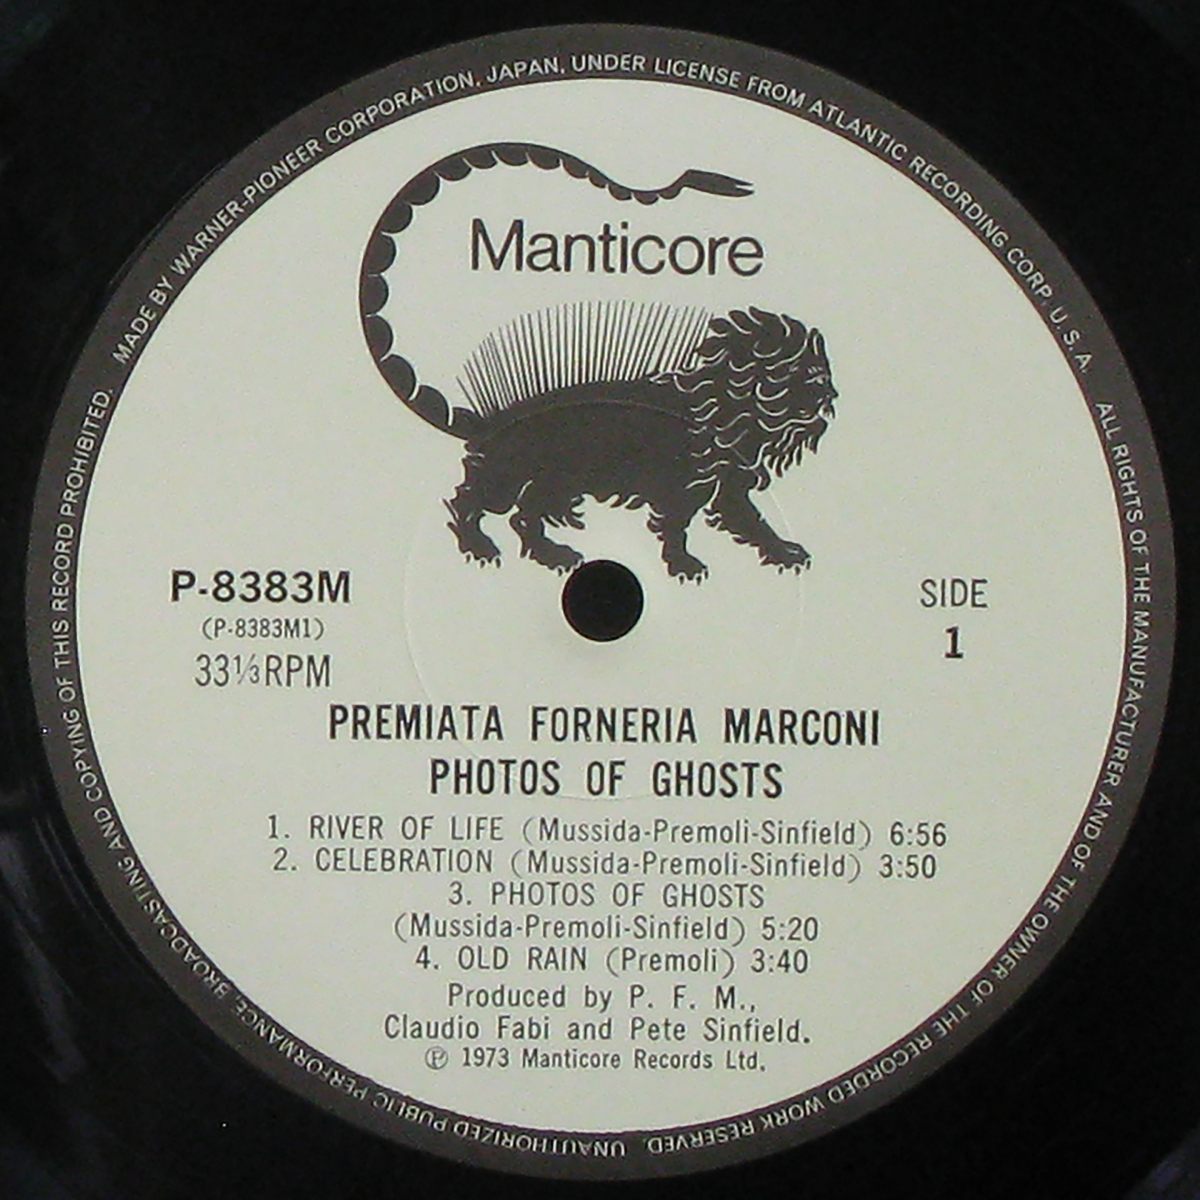 MADE BY WARNER-PIONEER CORPORATION, JAPAN, UNDER LICENSE FROM ATLANTIC RECORDING CORP. U.S.A. ALL RIGHTS OF THE MANUFACTURER AND OF THE OWNER OF THE RECORDED WORK RESERVED. UNAUTHORIZED PUBLIC PERFORMANCE, BROADCASTING AND COPYING OF THIS RECORD PROHIBITED.
Manticore
P-8383M
(P-8383M1)
33⅓RPM
SIDE
1
PREMIATA FORNERIA MARCONI
PHOTOS OF GHOSTS
1. RIVER OF LIFE (Mussida-Premoli-Sinfield) 6:56
2. CELEBRATION (Mussida-Premoli-Sinfield) 3:50
3. PHOTOS OF GHOSTS
(Mussida-Premoli-Sinfield) 5:20
4. OLD RAIN (Premoli) 3:40
Produced by P. F. M.,
Claudio Fabi and Pete Sinfield.
℗ 1973 Manticore Records Ltd.